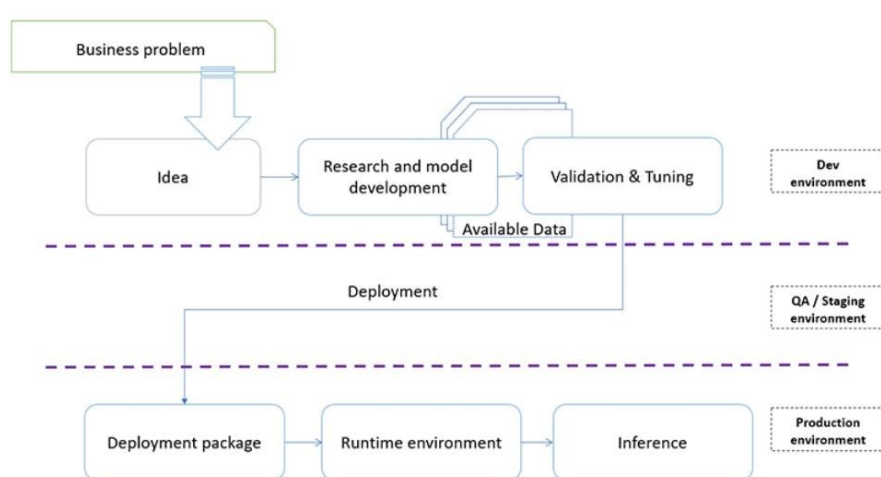 Business problem
Idea
Research and model
development
Validation & Tuning
Available Data
Dev
environment
Deployment
QA / Staging
environment
Deployment package
Runtime environment
Inference
Production
environment